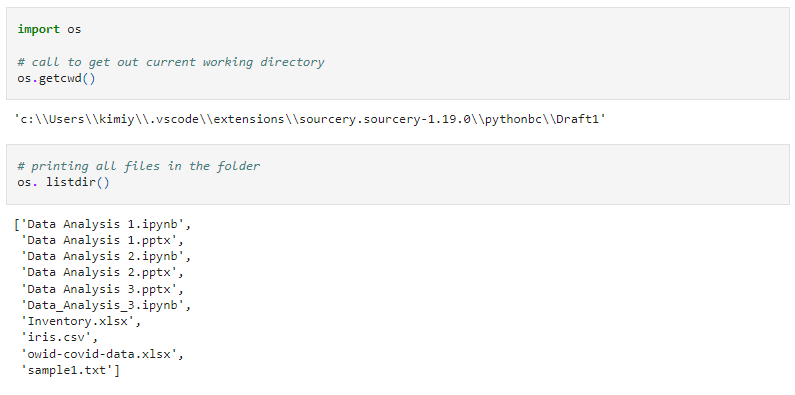 import os
# call to get out current working directory
os.getcwd()
'c:\\Users\\kimiy\\.vscode\\extensions\\sourcery.sourcery-1.19.0\\pythonbc\\Draft1'
# printing all files in the folder
os. listdir()
['Data Analysis 1.ipynb',
'Data Analysis 1.pptx',
'Data Analysis 2.ipynb',
'Data Analysis 2.pptx',
'Data Analysis 3.pptx',
'Data_Analysis_3.ipynb',
'Inventory.xlsx',
'iris.csv',
'owid-covid-data.xlsx',
'sample1.txt']